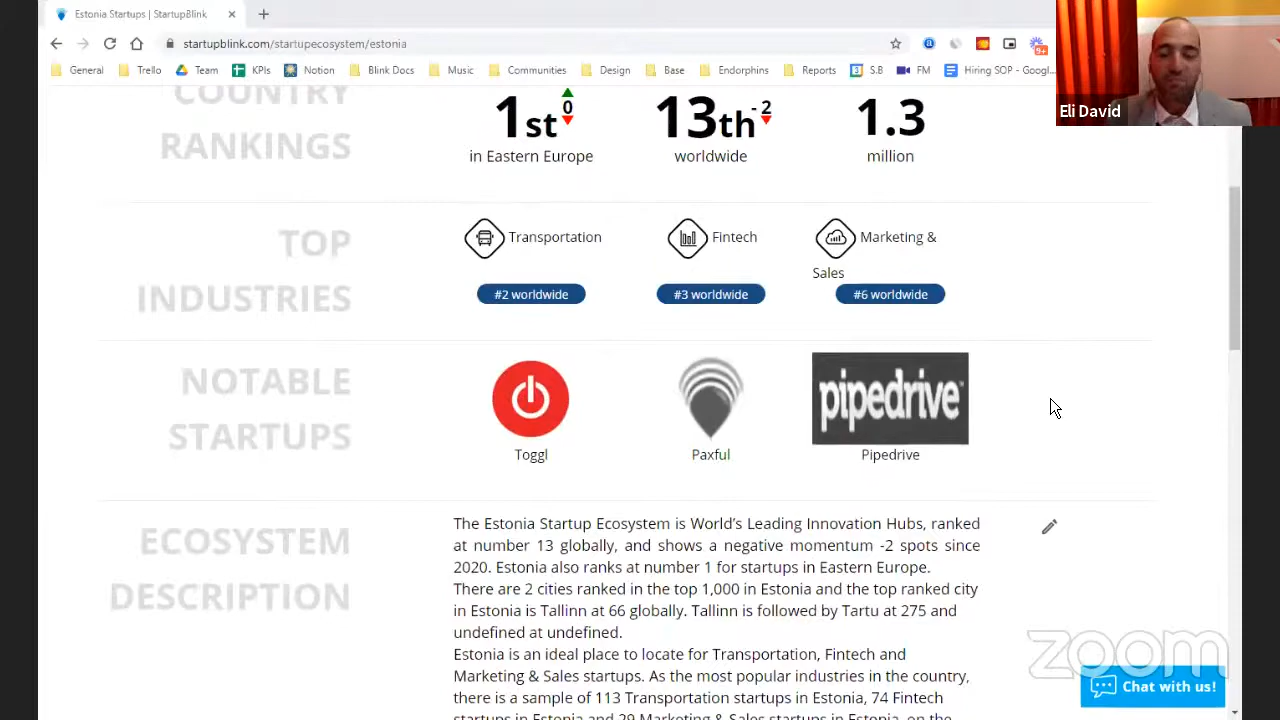 Estonia Startups | StartupBlink
startupblink.com/startupecosystem/estonia
9+
General Trello Team KPIs Notion Blink Docs Music Communities Design Base Endorphins Reports S.B FM Hiring SOP - Googl...
Eli David
COUNTRY
RANKINGS
1st 0
in Eastern Europe
13th -2
worldwide
1.3
million
TOP
INDUSTRIES
Transportation
#2 worldwide
Fintech
#3 worldwide
Marketing &
Sales
#6 worldwide
NOTABLE
STARTUPS
Toggl
Paxful
pipedrive
Pipedrive
ECOSYSTEM
DESCRIPTION
The Estonia Startup Ecosystem is World's Leading Innovation Hubs, ranked
at number 13 globally, and shows a negative momentum -2 spots since
2020. Estonia also ranks at number 1 for startups in Eastern Europe.
There are 2 cities ranked in the top 1,000 in Estonia and the top ranked city
in Estonia is Tallinn at 66 globally. Tallinn is followed by Tartu at 275 and
undefined at undefined.
Estonia is an ideal place to locate for Transportation, Fintech and
Marketing & Sales startups. As the most popular industries in the country,
there is a sample of 113 Transportation startups in Estonia, 74 Fintech
startups in Estonia and 29 Marketing & Sales startups in Estonia, on the
zoom
Chat with us!